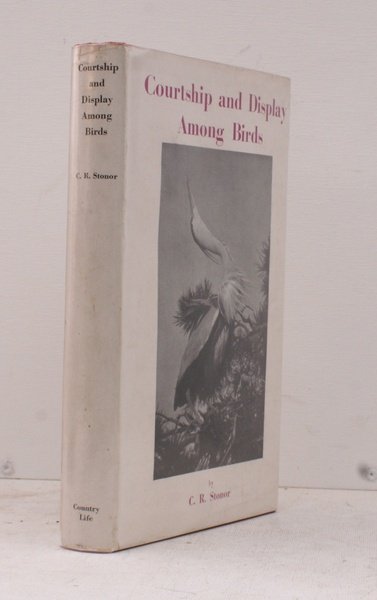 Courtship
and
Display
Among
Birds
C. R. Stonor
Country
Life
Courtship and Display
Among Birds
by
C. R. Stonor